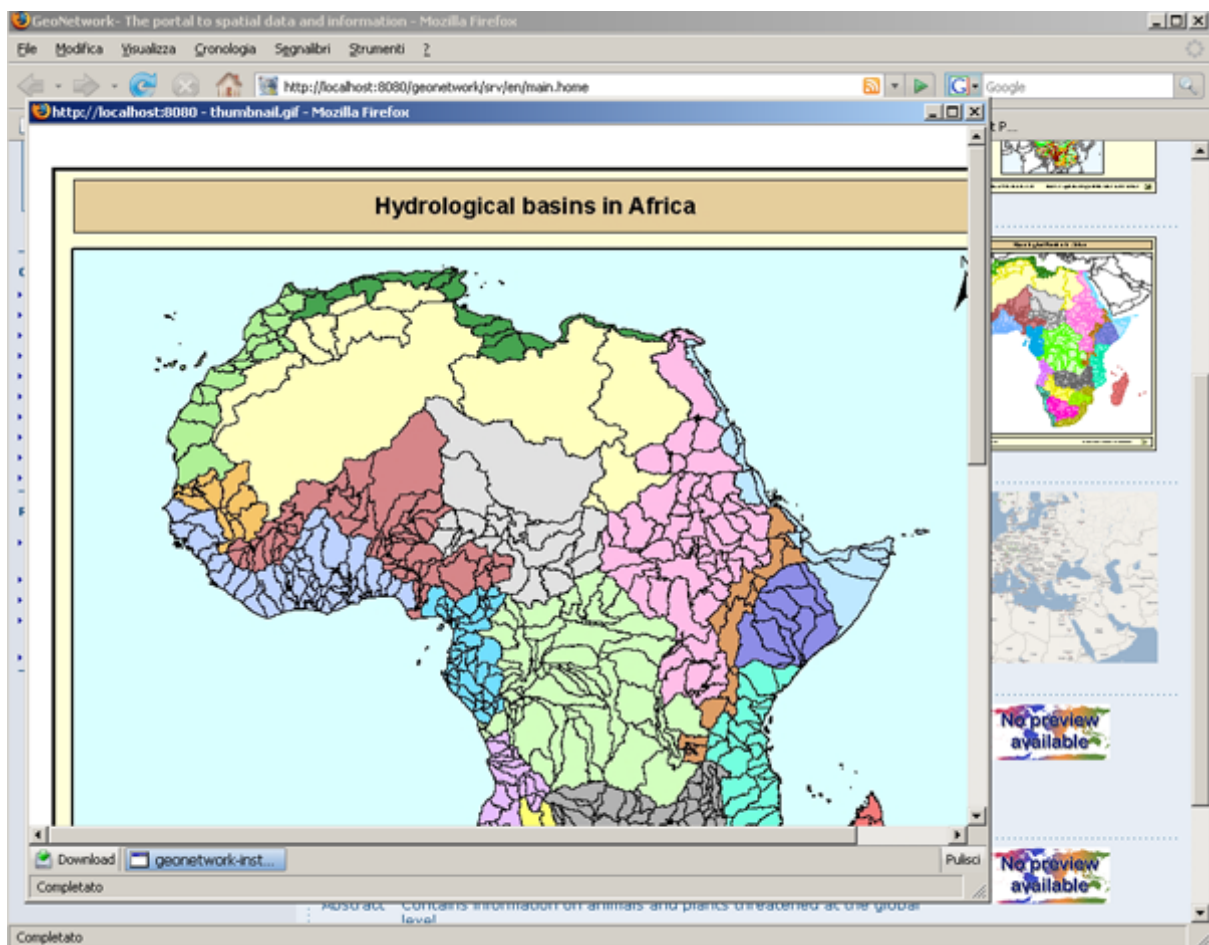 GeoNetwork- The portal to spatial data and information - Mozilla Firefox
File Modifica Visualizza Cronologia Segnalibri Strumenti ?
http://localhost:8080/geonetwork/srv/en/main.home
Google
http://localhost:8080 - thumbnail.gif - Mozilla Firefox
t P...
Hydrological basins in Africa
No preview
available
No preview
available
Download
geonetwork-inst...
Pulisci
Completato
Abstract Contains information on animals and plants threatened at the global
level
Completato